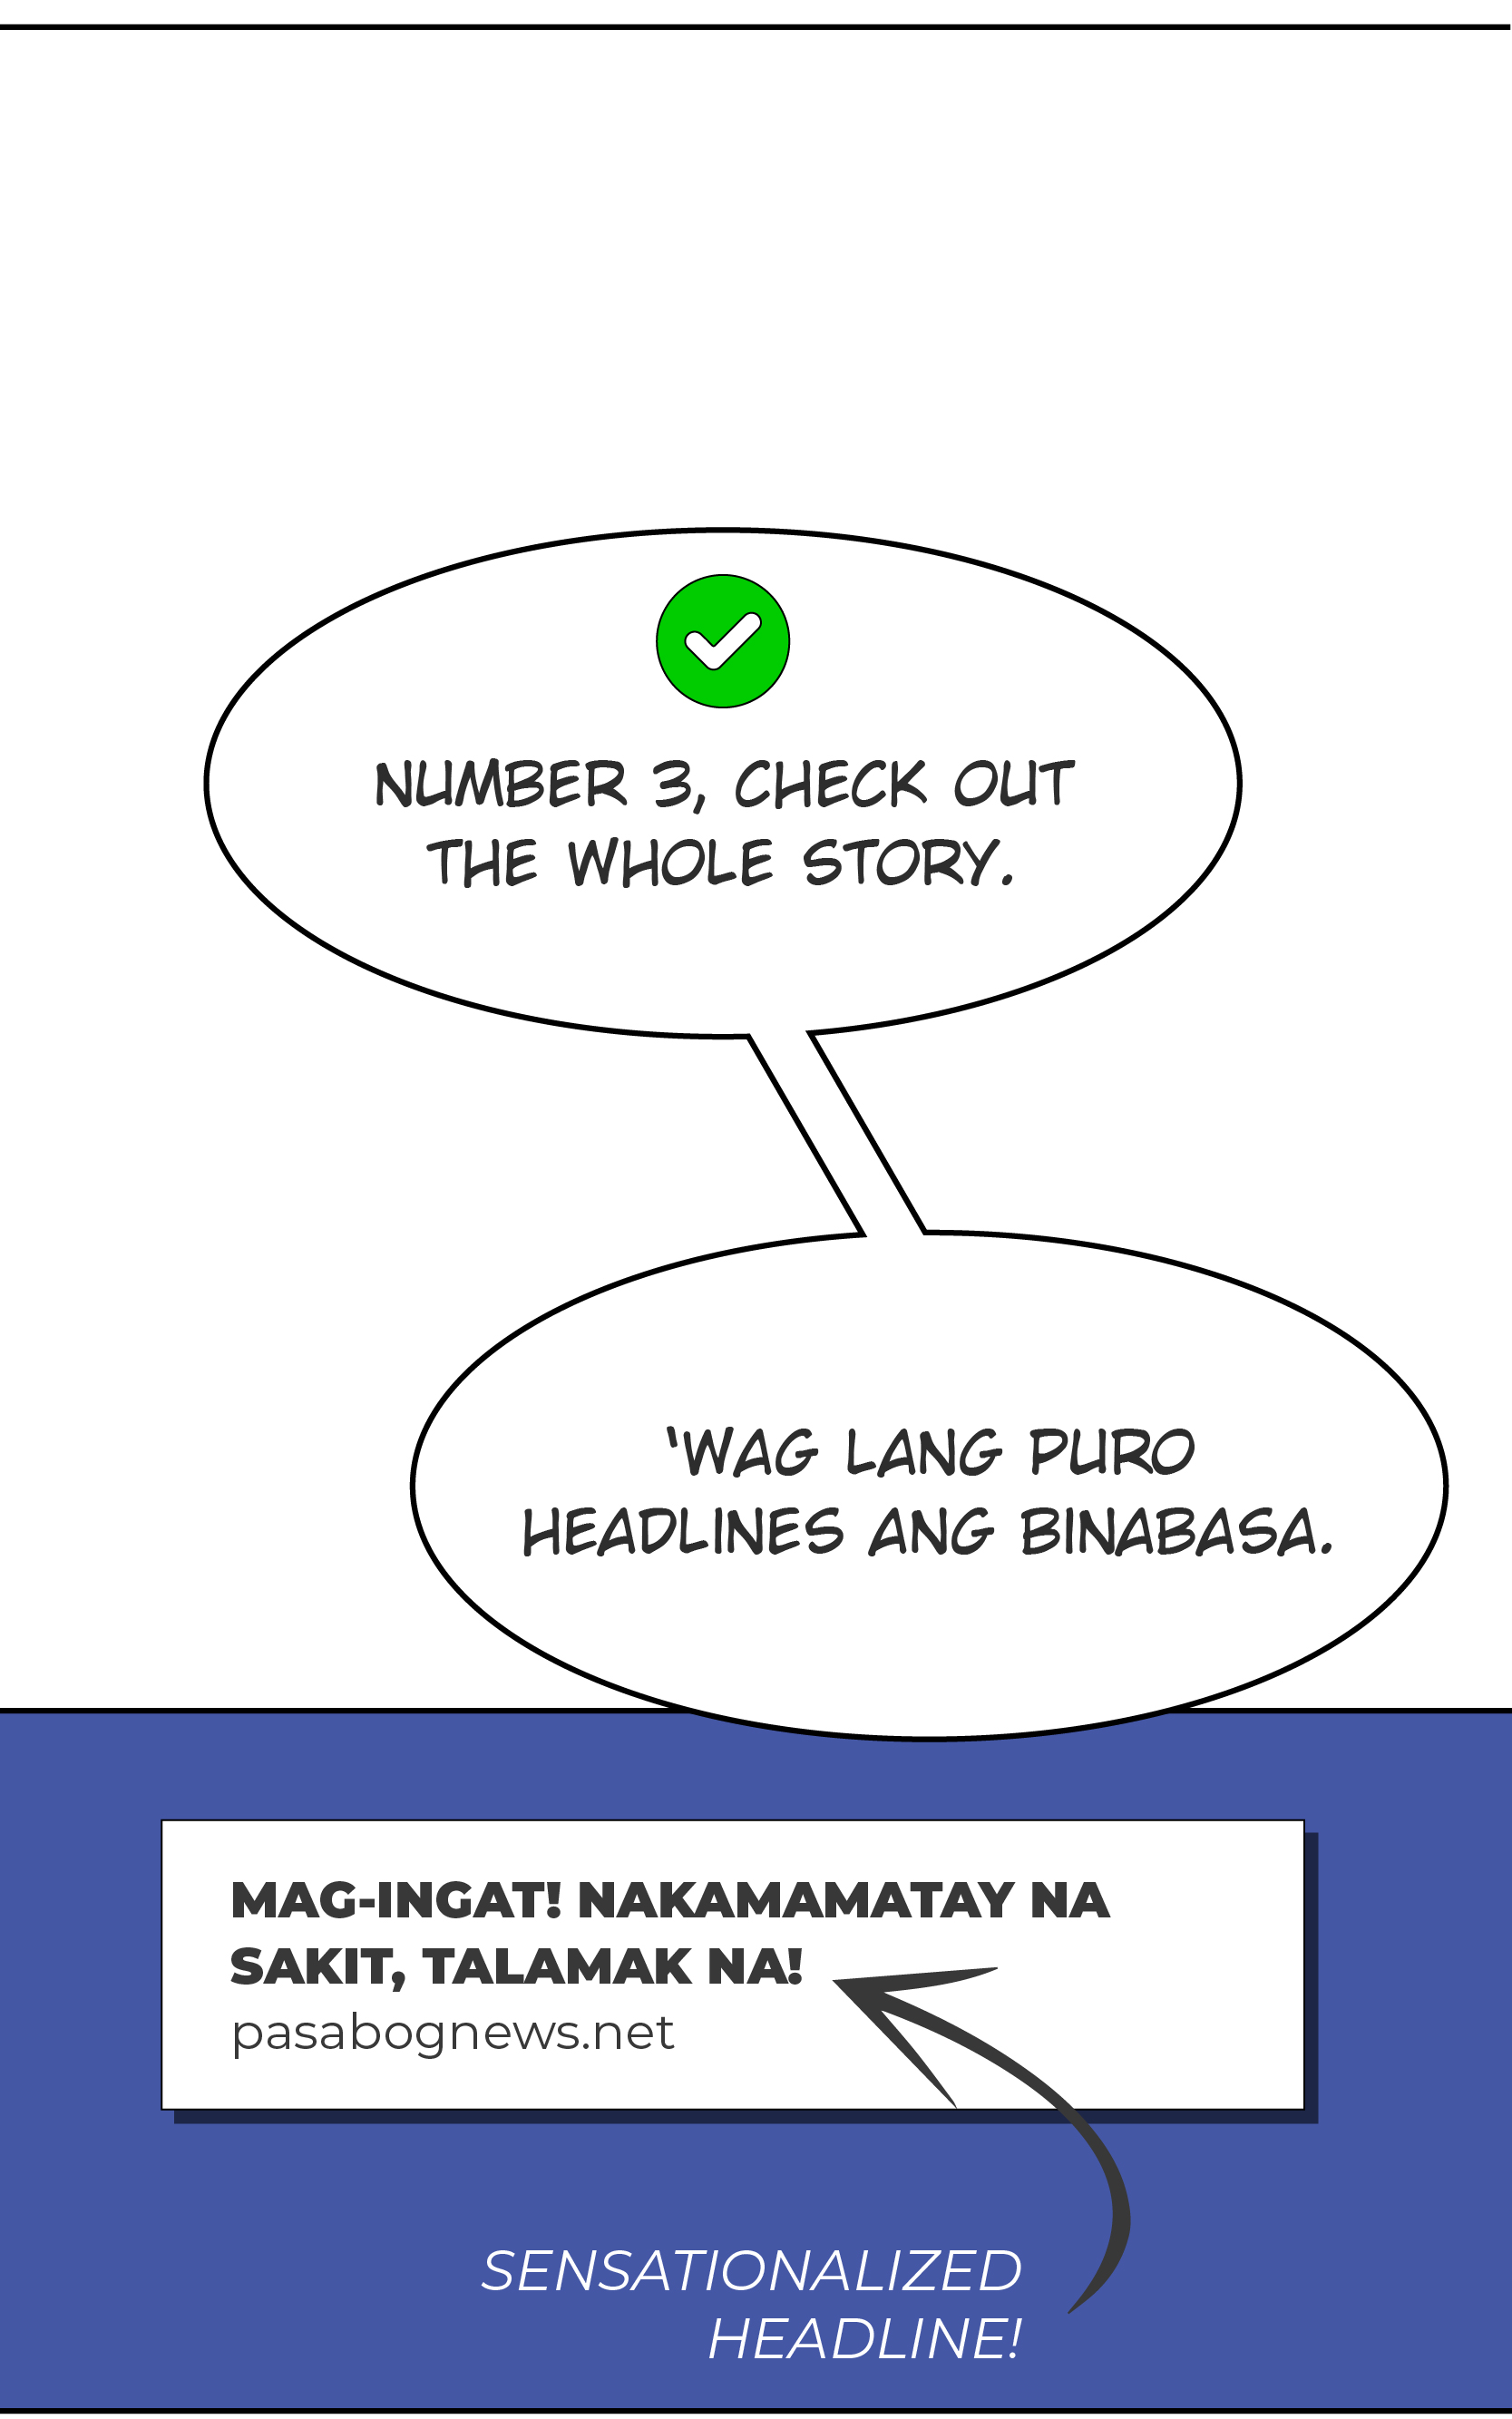 NUMBER 3, CHECK OUT
THE WHOLE STORY.
'WAG LANG PURO
HEADLINES ANG BINABASA.
MAG-INGAT! NAKAMAMATAY NA
SAKIT, TALAMAK NA!
pasabognews.net
SENSATIONALIZED
HEADLINE!